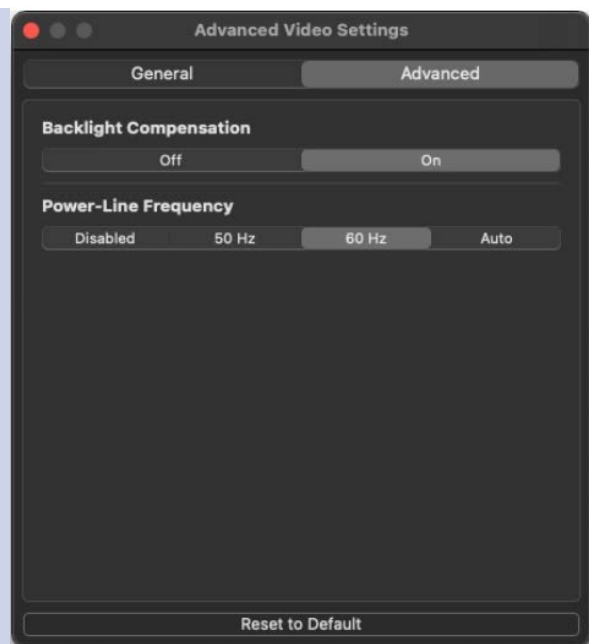 Advanced Video Settings
General Advanced
Backlight Compensation
Off On
Power-Line Frequency
Disabled 50 Hz 60 Hz Auto
Reset to Default